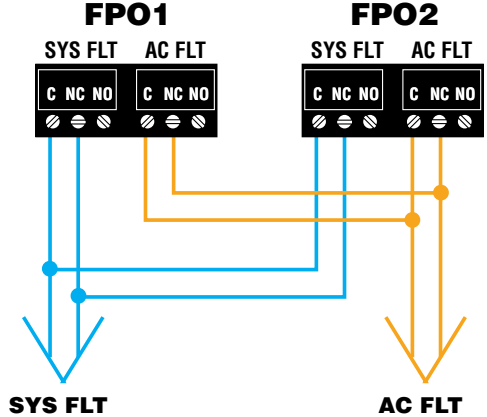 FPO1 FPO2
SYS FLT AC FLT SYS FLT AC FLT
C NC NO C NC NO C NC NO C NC NO
SYS FLT AC FLT